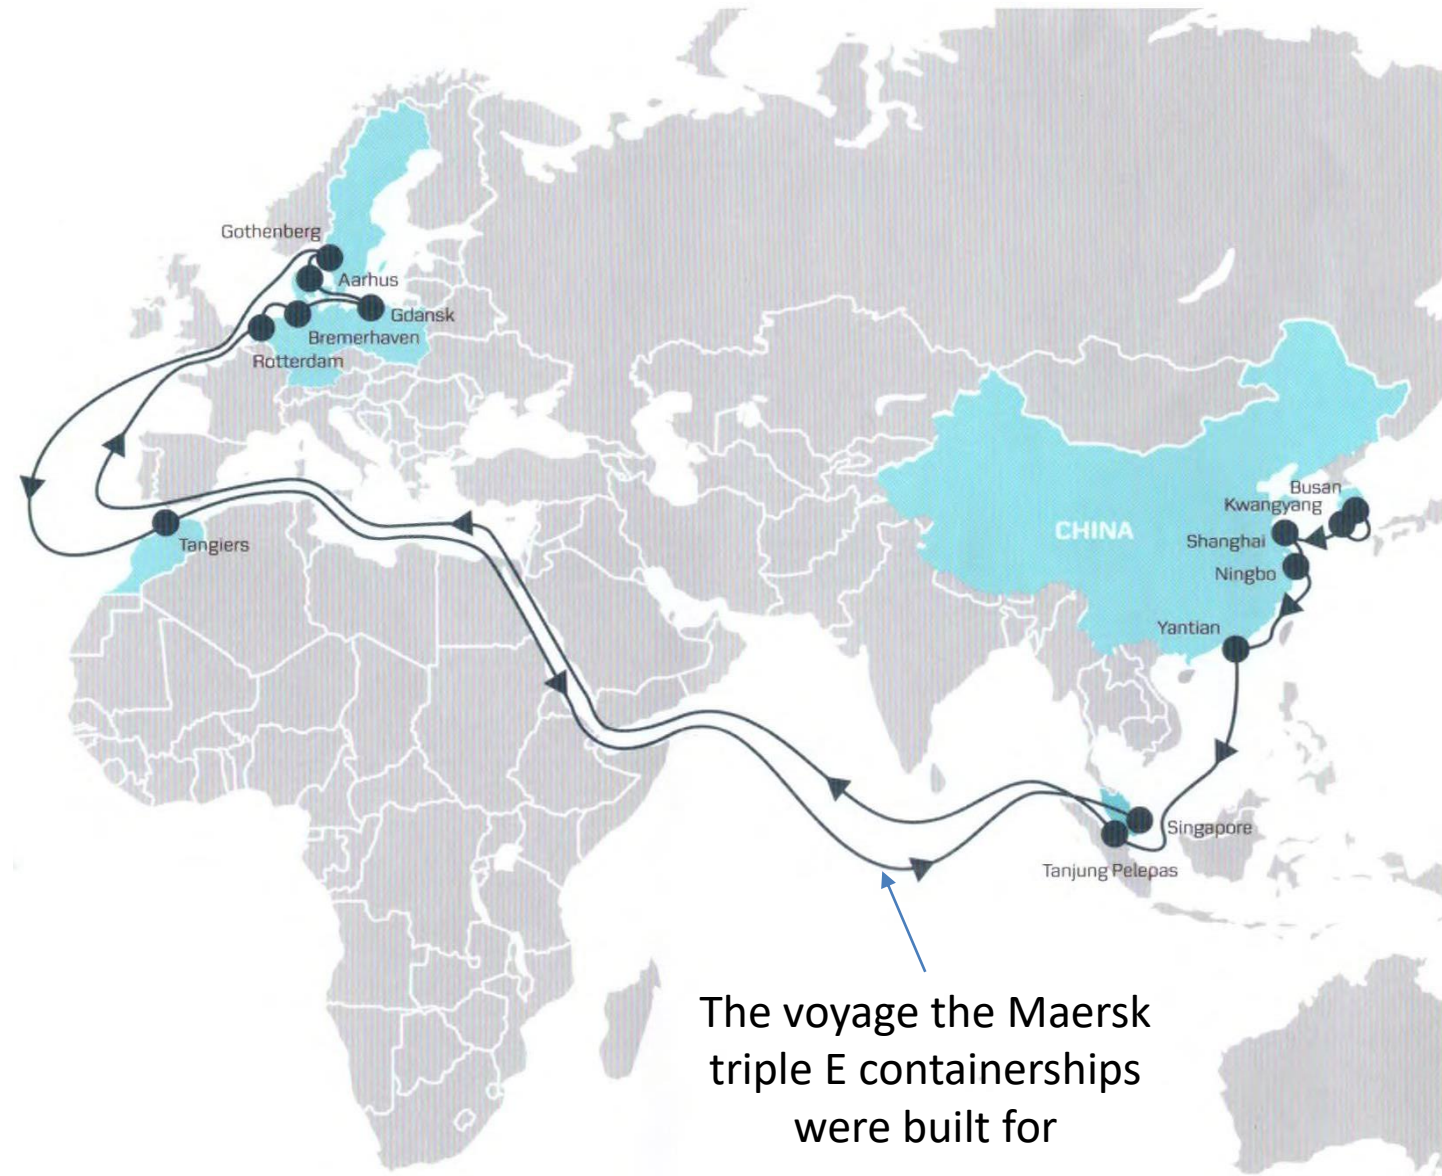 Gothenberg
Aarhus
Gdansk
Bremerhaven
Rotterdam
Busan
Kwangyang
CHINA
Shanghai
Tangiers
Ningbo
Yantian
Singapore
Tanjung Pelepas
The voyage the Maersk
triple E containerships
were built for